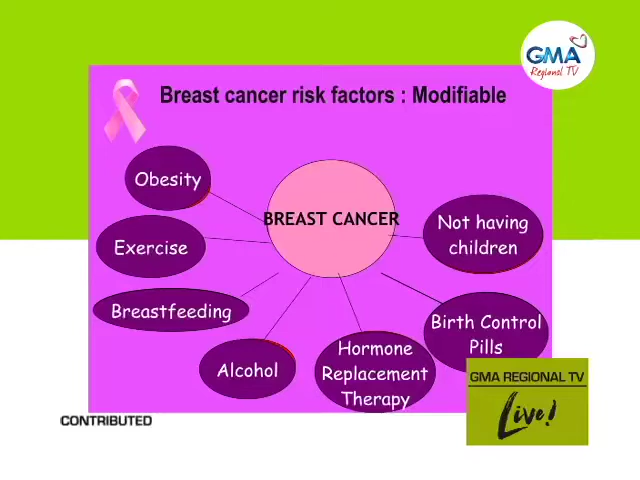 GMA
Regional TV
Breast cancer risk factors : Modifiable
Obesity
BREAST CANCER
Not having
children
Exercise
Breastfeeding
Birth Control
Pills
Hormone
Replacement
Therapy
Alcohol
GMA REGIONAL TV
Live!
CONTRIBUTED